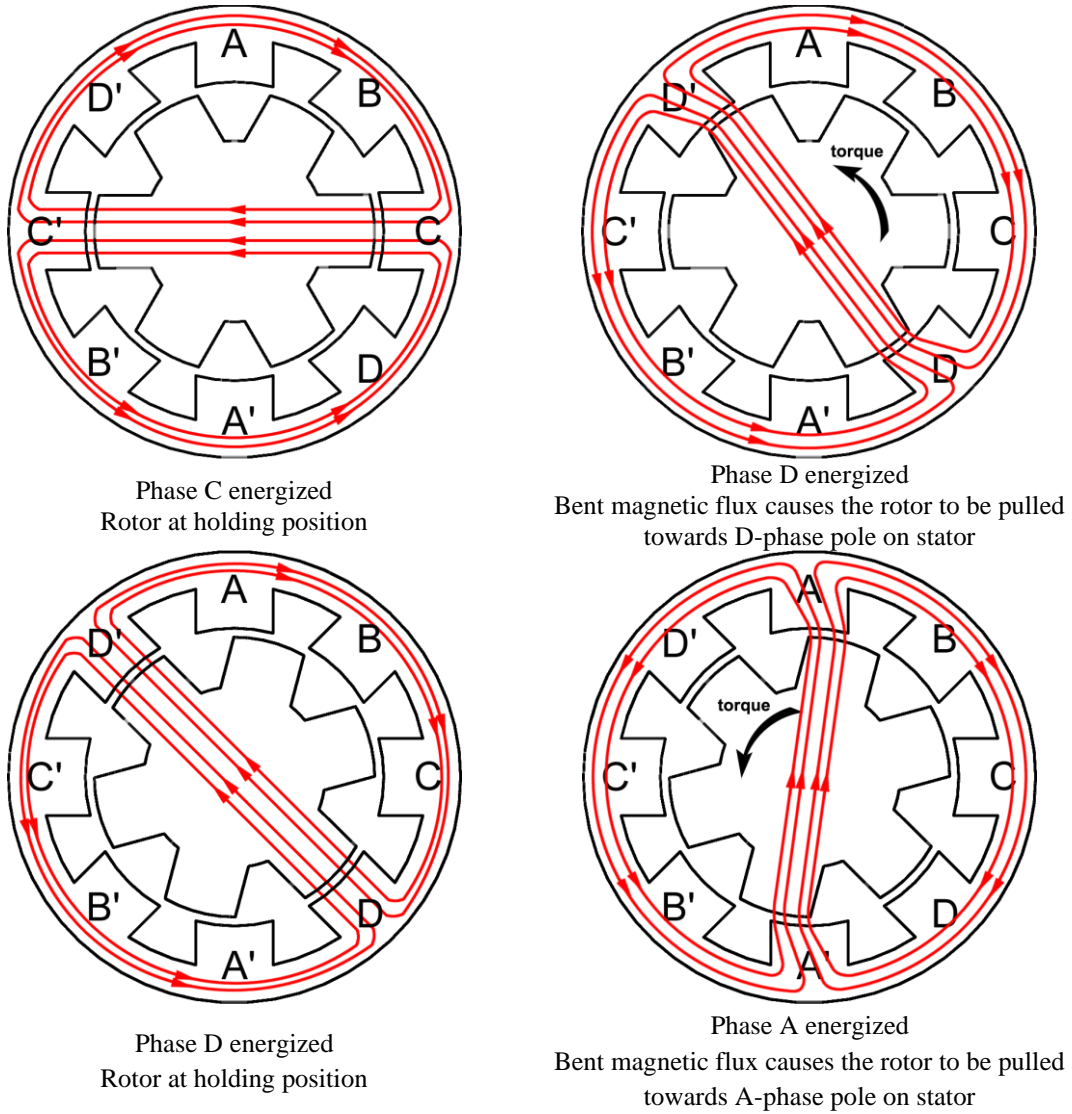 A
B
C
D
A'
B'
C'
D'
Phase C energized
Rotor at holding position
A
B
C
D
A'
B'
C'
D'
torque
Phase D energized
Bent magnetic flux causes the rotor to be pulled
towards D-phase pole on stator
A
B
C
D
A'
B'
C'
D'
Phase D energized
Rotor at holding position
A
B
C
D
A'
B'
C'
D'
torque
Phase A energized
Bent magnetic flux causes the rotor to be pulled
towards A-phase pole on stator